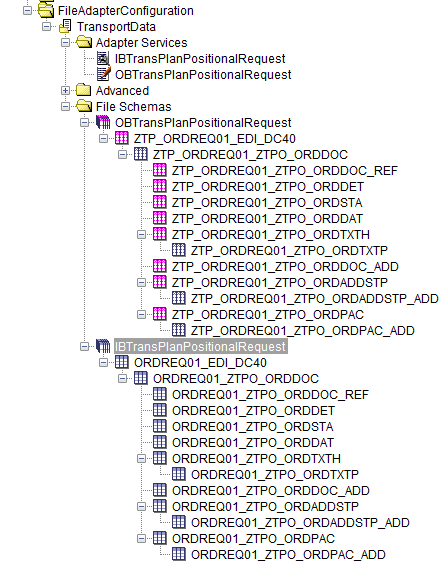 FileAdapterConfiguration
TransportData
Adapter Services
IBTransPlanPositionalRequest
OBTransPlanPositionalRequest
Advanced
File Schemas
OBTransPlanPositionalRequest
ZTP_ORDREQ01_EDI_DC40
ZTP_ORDREQ01_ZTPO_ORDDOC
ZTP_ORDREQ01_ZTPO_ORDDOC_REF
ZTP_ORDREQ01_ZTPO_ORDDET
ZTP_ORDREQ01_ZTPO_ORDSTA
ZTP_ORDREQ01_ZTPO_ORDDAT
ZTP_ORDREQ01_ZTPO_ORDTXTH
ZTP_ORDREQ01_ZTPO_ORDTXTP
ZTP_ORDREQ01_ZTPO_ORDDOC_ADD
ZTP_ORDREQ01_ZTPO_ORDADDSTP
ZTP_ORDREQ01_ZTPO_ORDADDSTP_ADD
ZTP_ORDREQ01_ZTPO_ORDPAC
ZTP_ORDREQ01_ZTPO_ORDPAC_ADD
IBTransPlanPositionalRequest
ORDREQ01_EDI_DC40
ORDREQ01_ZTPO_ORDDOC
ORDREQ01_ZTPO_ORDDOC_REF
ORDREQ01_ZTPO_ORDDET
ORDREQ01_ZTPO_ORDSTA
ORDREQ01_ZTPO_ORDDAT
ORDREQ01_ZTPO_ORDTXTH
ORDREQ01_ZTPO_ORDTXTP
ORDREQ01_ZTPO_ORDDOC_ADD
ORDREQ01_ZTPO_ORDADDSTP
ORDREQ01_ZTPO_ORDADDSTP_ADD
ORDREQ01_ZTPO_ORDPAC
ORDREQ01_ZTPO_ORDPAC_ADD